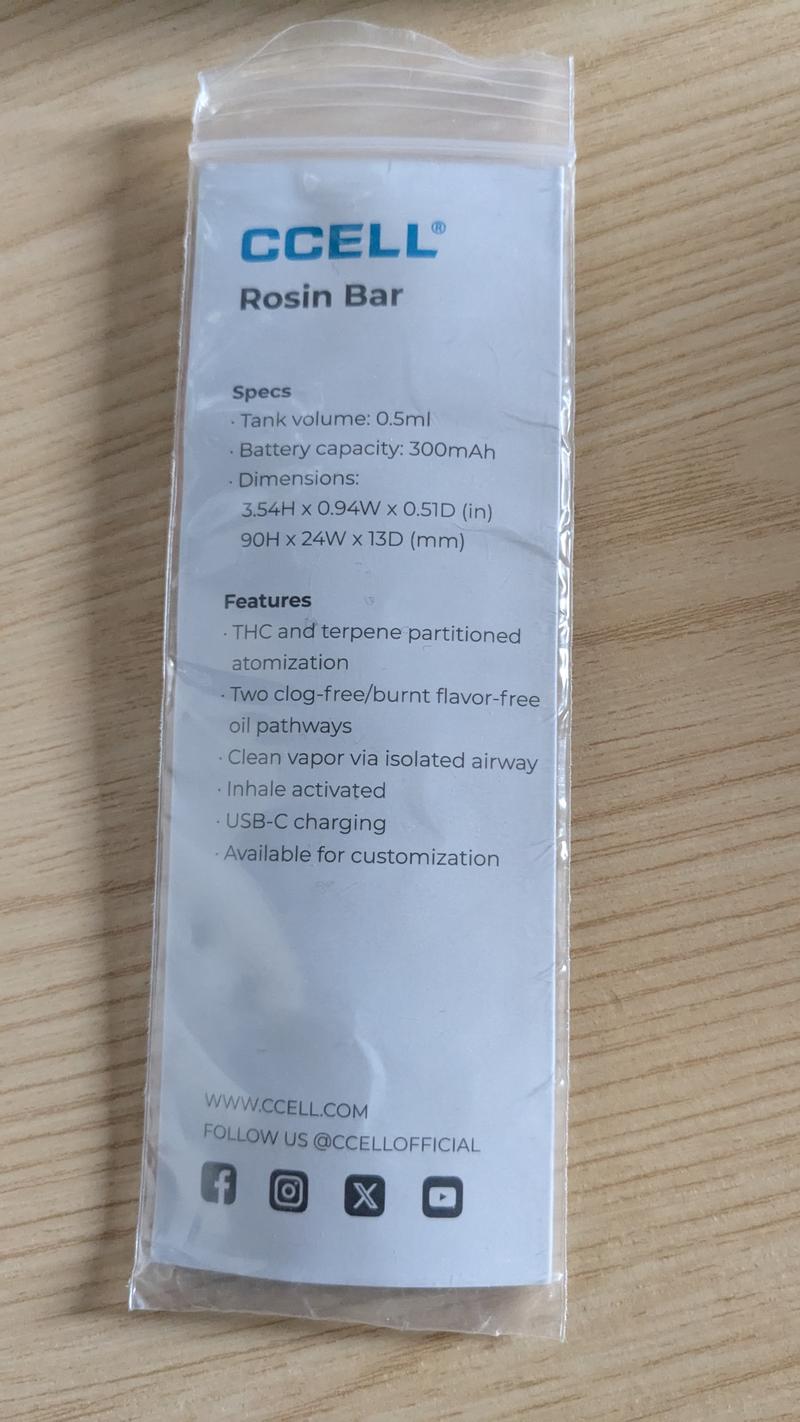 CCELL®
Rosin Bar
Specs
· Tank volume: 0.5ml
· Battery capacity: 300mAh
· Dimensions:
3.54H x 0.94W x 0.51D (in)
90H x 24W x 13D (mm)
Features
· THC and terpene partitioned
atomization
· Two clog-free/burnt flavor-free
oil pathways
· Clean vapor via isolated airway
· Inhale activated
· USB-C charging
· Available for customization
WWW.CCELL.COM
FOLLOW US @CCELLOFFICIAL